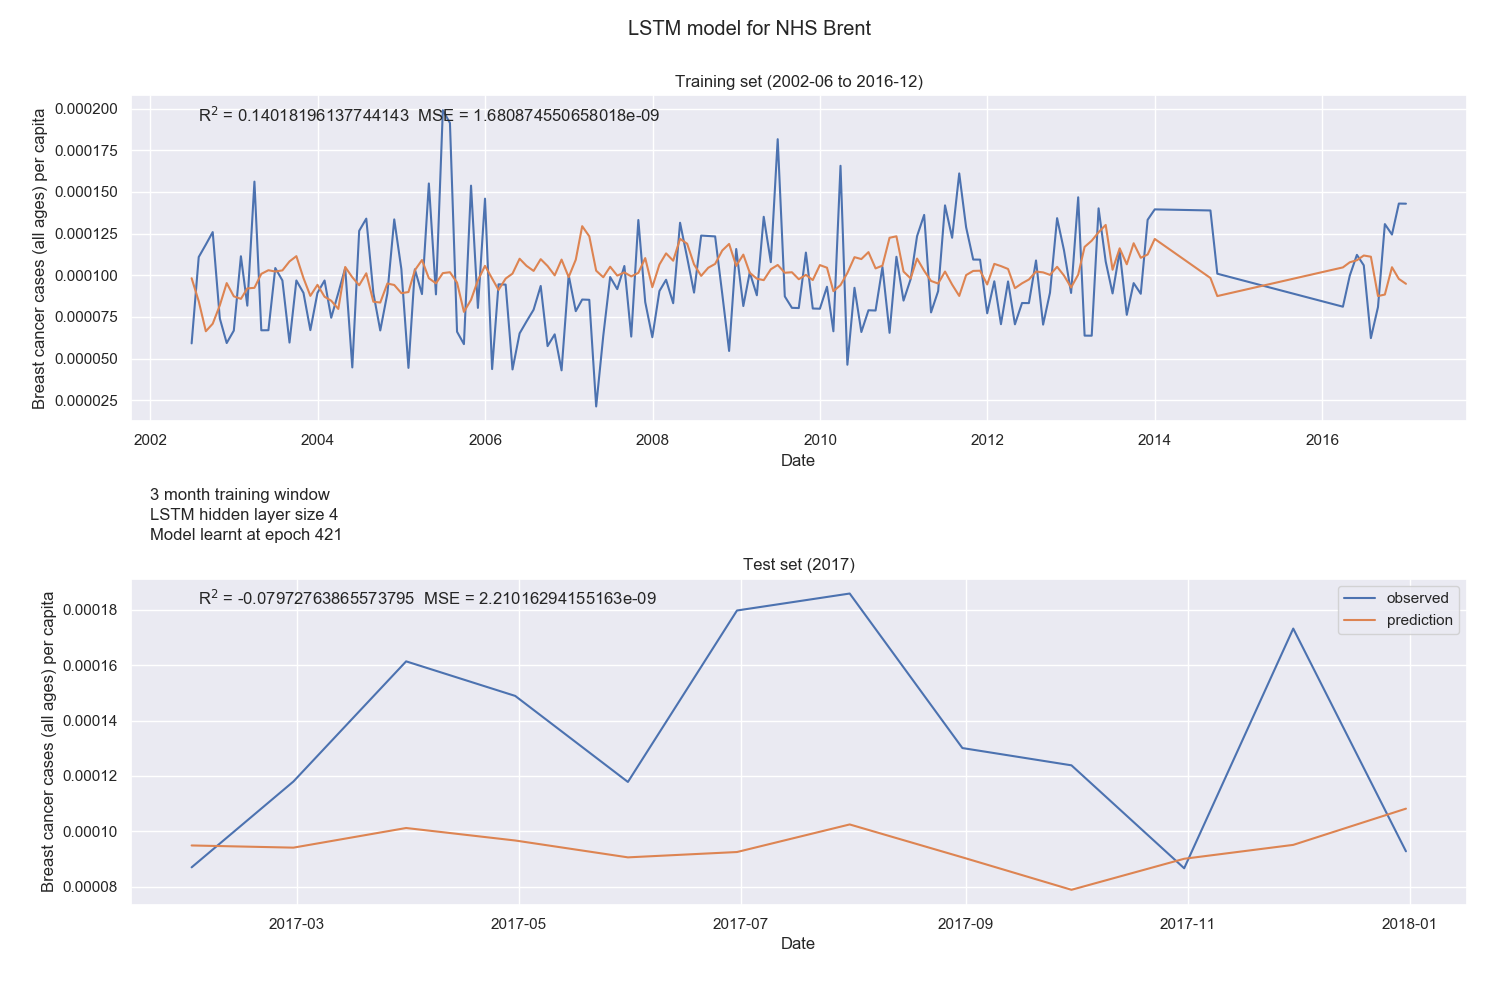 LSTM model for NHS Brent
Training set (2002-06 to 2016-12)
R² = 0.14018196137744143 MSE = 1.680874550658018e-09
Breast cancer cases (all ages) per capita
0.000200
0.000175
0.000150
0.000125
0.000100
0.000075
0.000050
0.000025
2002 2004 2006 2008 2010 2012 2014 2016
Date
3 month training window
LSTM hidden layer size 4
Model learnt at epoch 421
Test set (2017)
R² = -0.07972763865573795 MSE = 2.21016294155163e-09
observed
prediction
Breast cancer cases (all ages) per capita
0.00018
0.00016
0.00014
0.00012
0.00010
0.00008
2017-03 2017-05 2017-07 2017-09 2017-11 2018-01
Date